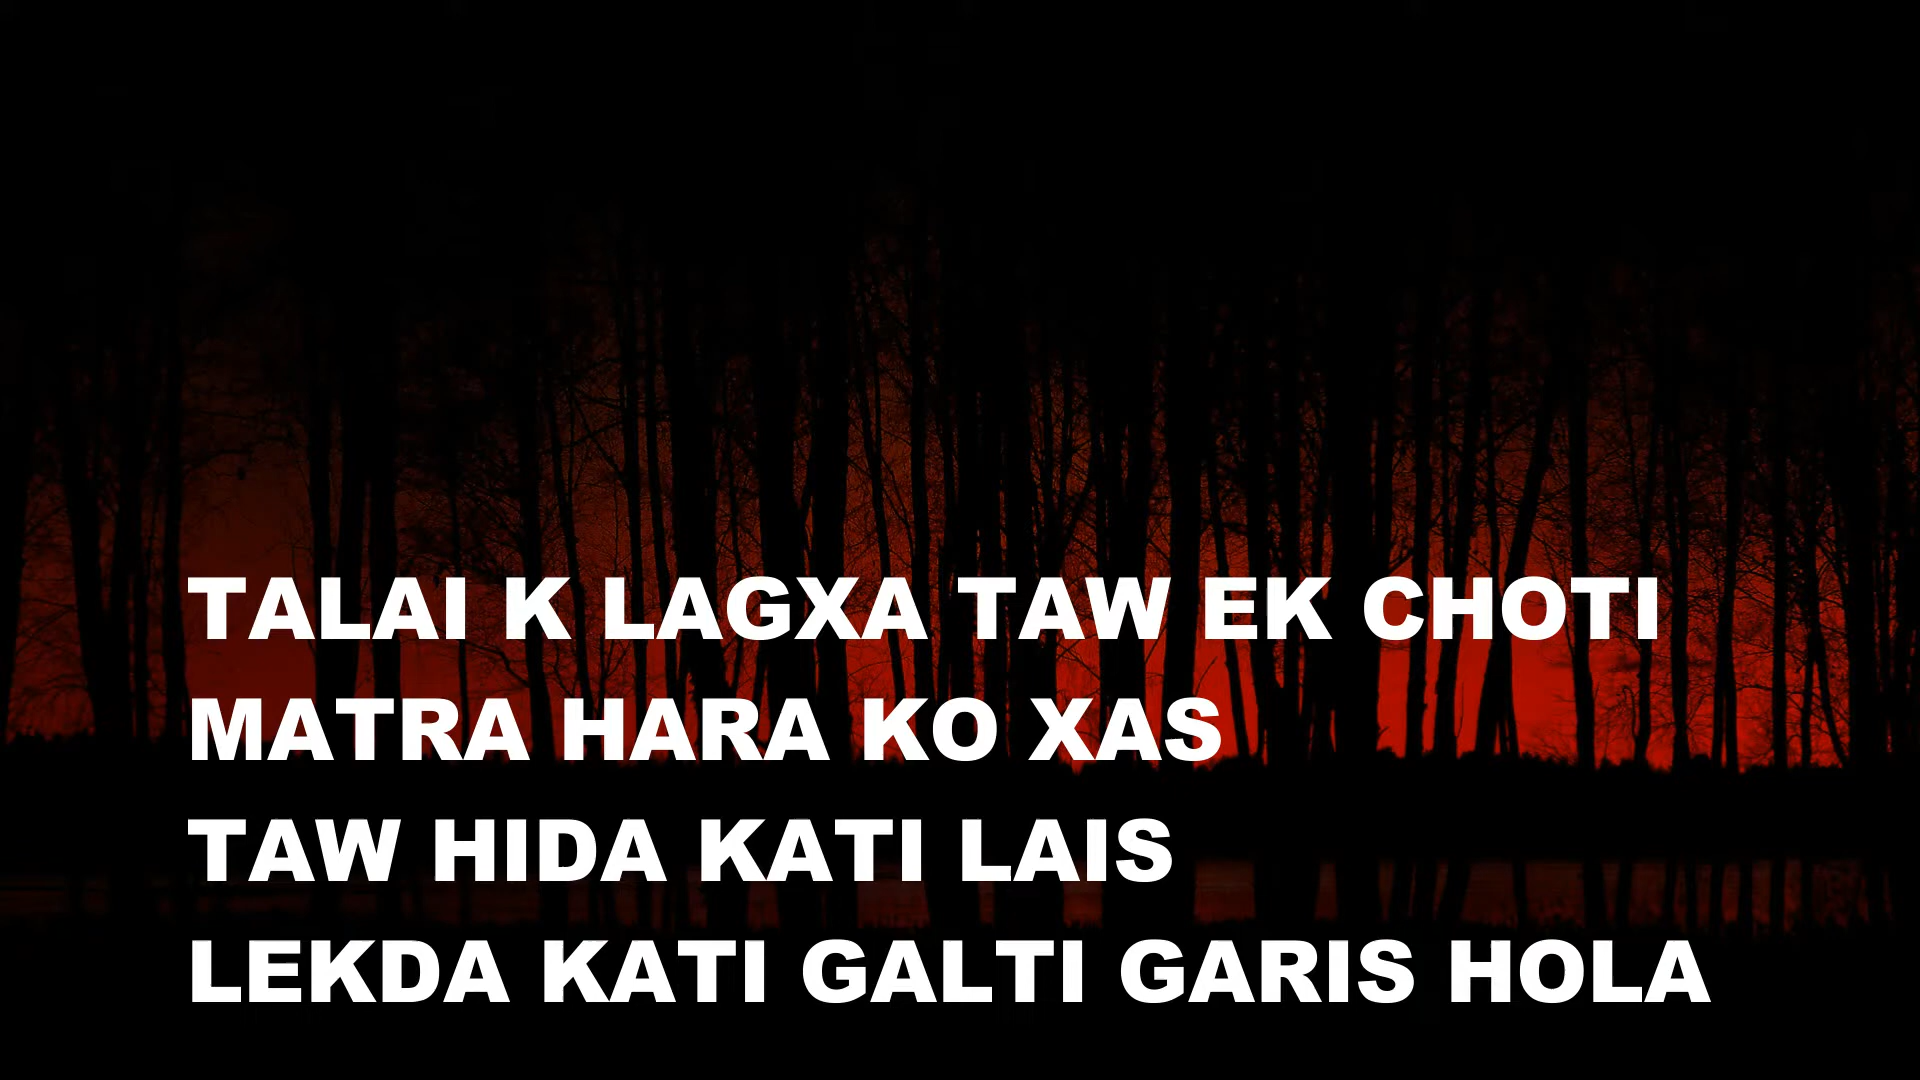 TALAI K LAGXA TAW EK CHOTI
MATRA HARA KO XAS
TAW HIDA KATI LAIS
LEKDA KATI GALTI GARIS HOLA